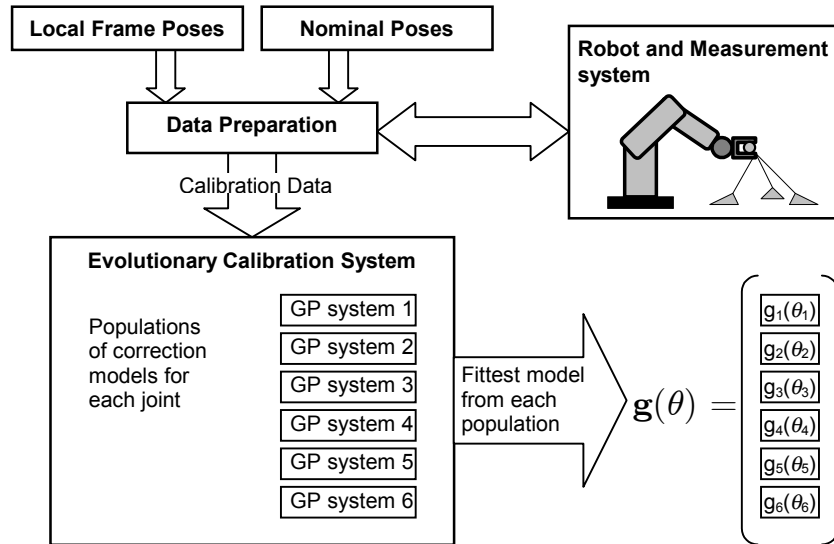 Local Frame Poses
Nominal Poses
Robot and Measurement
system
Data Preparation
Calibration Data
Evolutionary Calibration System
Populations
of correction
models for
each joint
GP system 1
GP system 2
GP system 3
GP system 4
GP system 5
GP system 6
Fittest model
from each
population
g(θ) =
g₁(θ₁)
g₂(θ₂)
g₃(θ₃)
g₄(θ₄)
g₅(θ₅)
g₆(θ₆)